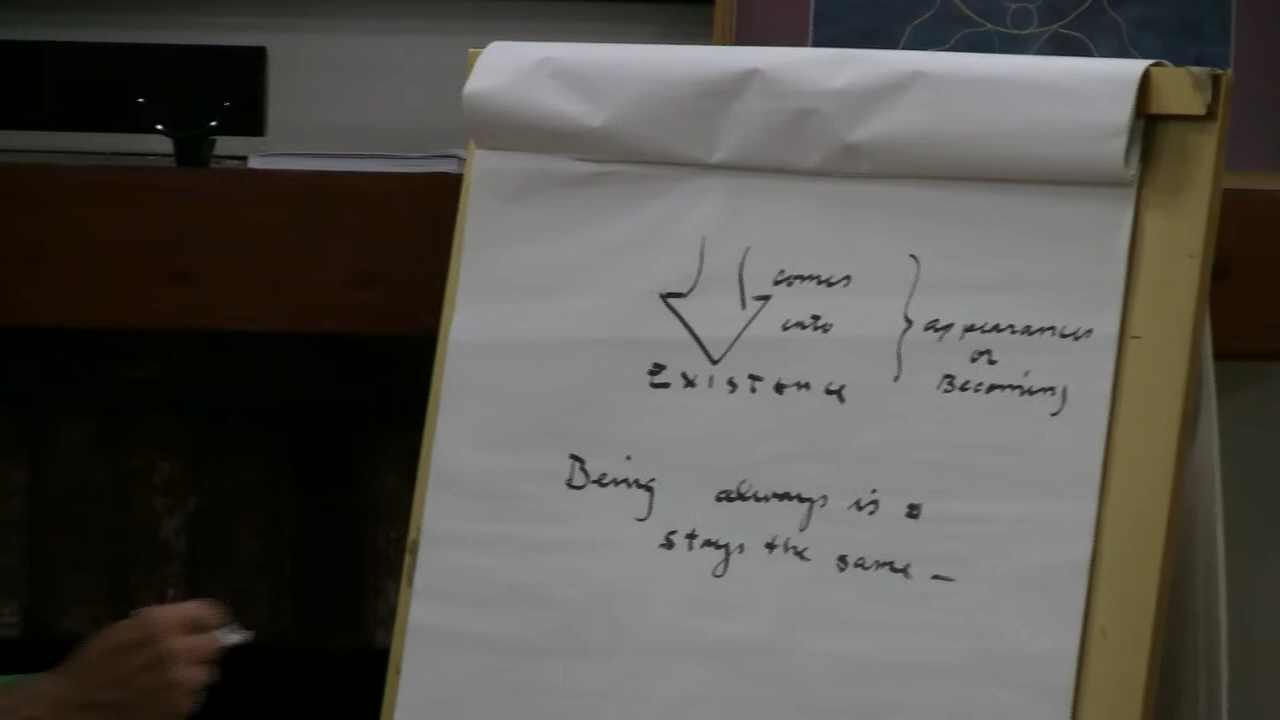 comes
into
Existence
appearances
or
Becoming
Being always is =
stays the same –